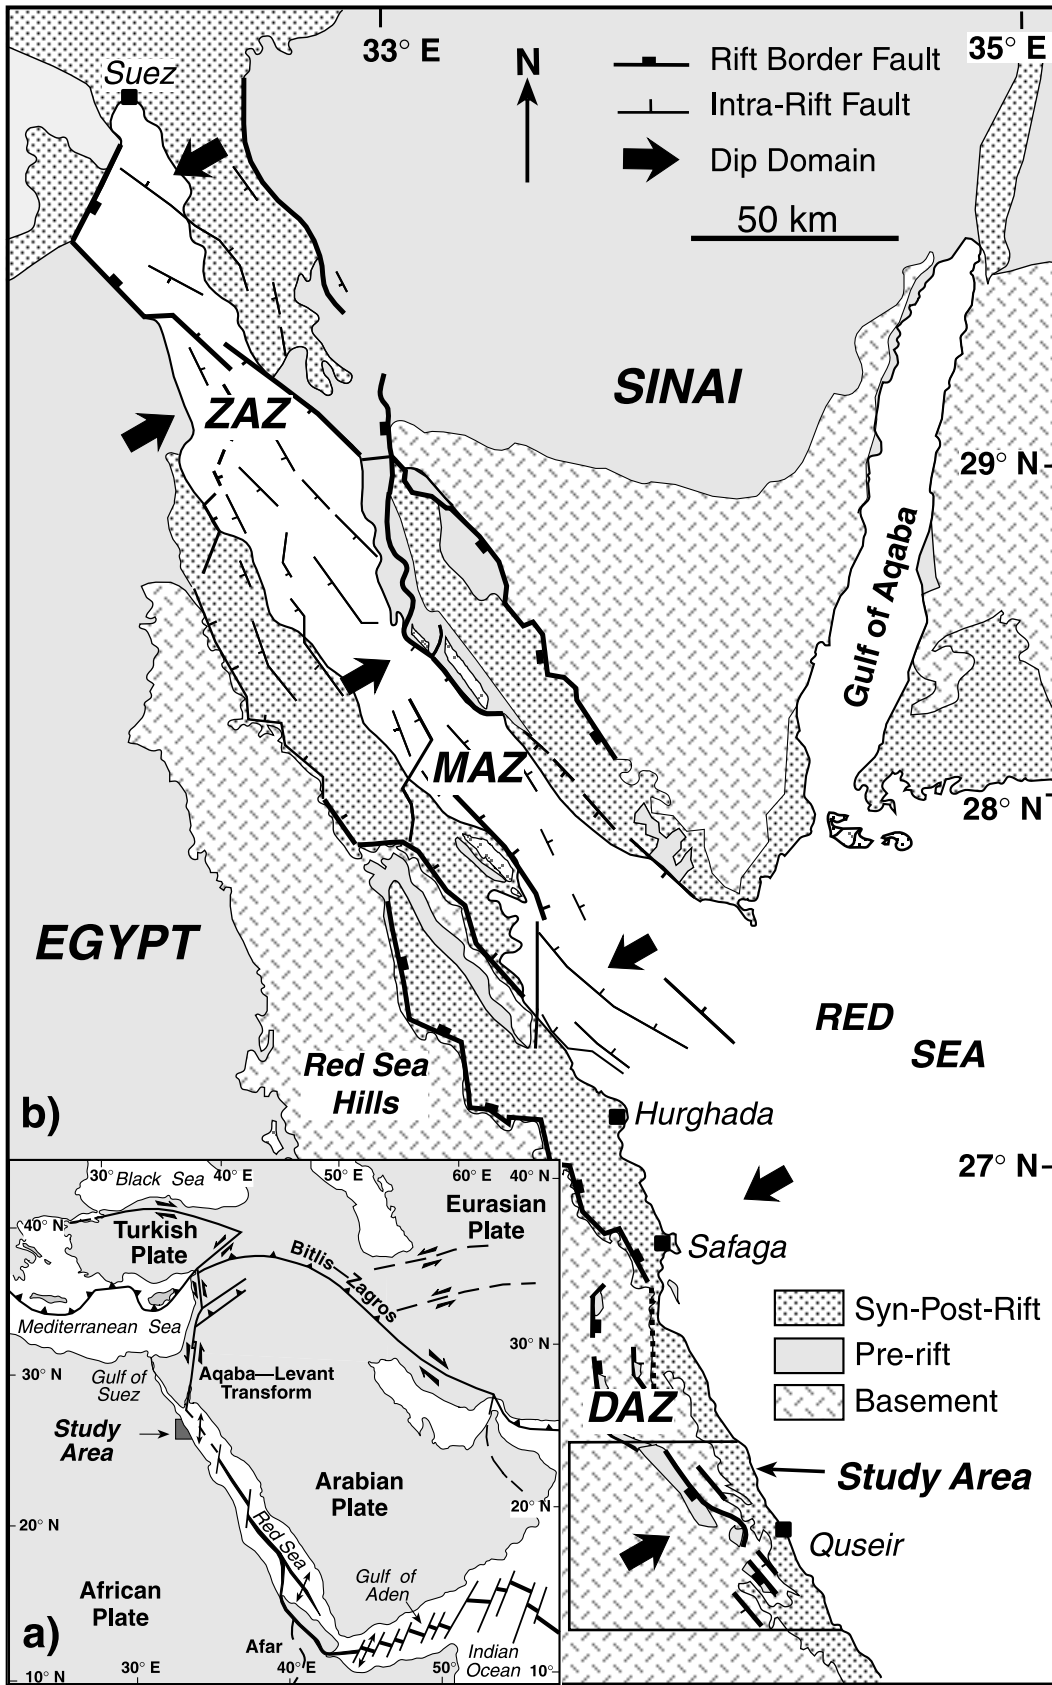 33° E
35° E
Suez
N
Rift Border Fault
Intra-Rift Fault
Dip Domain
50 km
SINAI
ZAZ
29° N
Gulf of Aqaba
MAZ
28° N
EGYPT
RED
SEA
Red Sea
Hills
b)
Hurghada
27° N
Safaga
Syn-Post-Rift
Pre-rift
Basement
DAZ
Study Area
Quseir
30° 40° E 50° E 60° E 40° N
Black Sea
Eurasian
Plate
40° N
Turkish
Plate
Bitlis–Zagros
Mediterranean Sea
30° N
30° N
Gulf of
Suez
Aqaba—Levant
Transform
Study
Area
Arabian
Plate
20° N
20° N
Red Sea
Gulf of
Aden
African
Plate
a)
Afar
Indian
Ocean
10° N
30° E
40° E
50°
10°